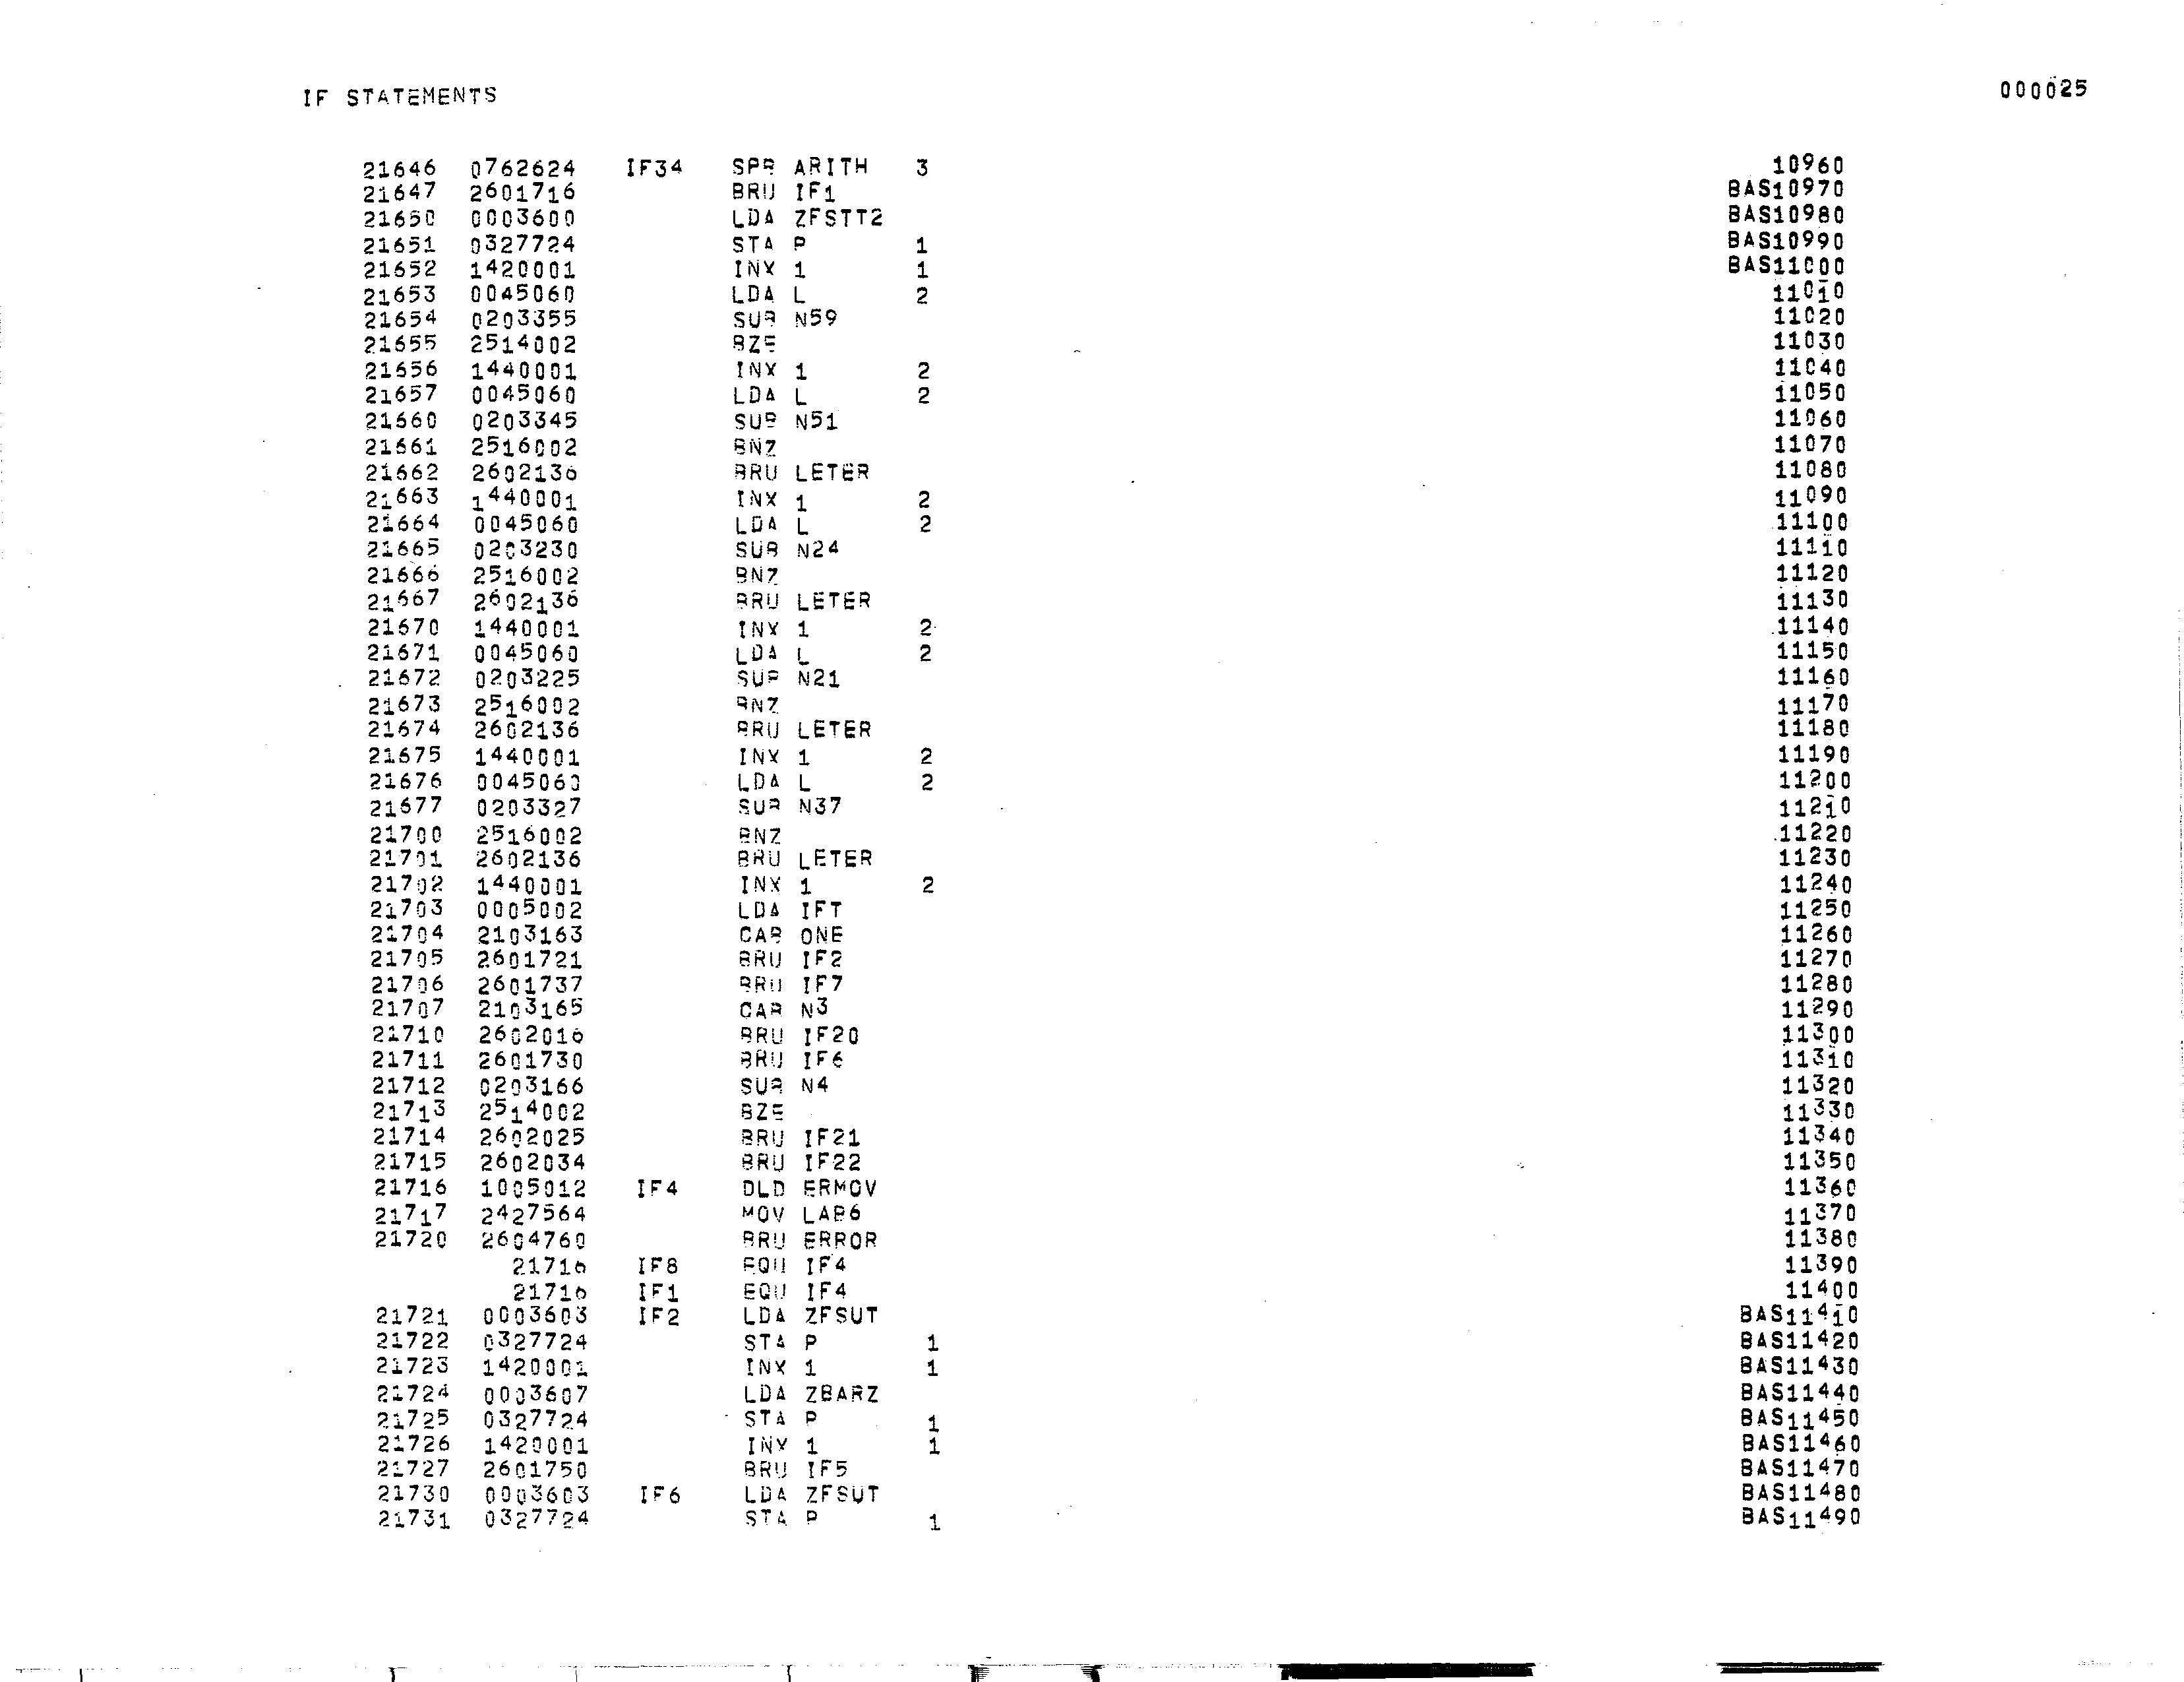 IF STATEMENTS 000025
21646 0762624 IF34 SPB ARITH 3 10960
21647 2601716 BRU IF1 BAS10970
21650 0003600 LDA ZFSTT2 BAS10980
21651 0327724 STA P 1 BAS10990
21652 1420001 INX 1 1 BAS11000
21653 0045060 LDA L 2 11010
21654 0203355 SUB N59 11020
21655 2514002 BZE 11030
21656 1440001 INX 1 2 11040
21657 0045060 LDA L 2 11050
21660 0203345 SUB N51 11060
21661 2516002 BNZ 11070
21662 2602136 BRU LETER 11080
21663 1440001 INX 1 2 11090
21664 0045060 LDA L 2 11100
21665 0203230 SUB N24 11110
21666 2516002 BNZ 11120
21667 2602136 BRU LETER 11130
21670 1440001 INX 1 2 11140
21671 0045060 LDA L 2 11150
21672 0203225 SUB N21 11160
21673 2516002 BNZ 11170
21674 2602136 BRU LETER 11180
21675 1440001 INX 1 2 11190
21676 0045060 LDA L 2 11200
21677 0203327 SUB N37 11210
21700 2516002 BNZ 11220
21701 2602136 BRU LETER 11230
21702 1440001 INX 1 2 11240
21703 0005002 LDA IFT 11250
21704 2103163 CAB ONE 11260
21705 2601721 BRU IF2 11270
21706 2601737 BRU IF7 11280
21707 2103165 CAB N3 11290
21710 2602016 BRU IF20 11300
21711 2601730 BRU IF6 11310
21712 0203166 SUB N4 11320
21713 2514002 BZE 11330
21714 2602025 BRU IF21 11340
21715 2602034 BRU IF22 11350
21716 1005012 IF4 DLD ERMOV 11360
21717 2427564 MOV LAB6 11370
21720 2604760 BRU ERROR 11380
21716 IF8 EQU IF4 11390
21716 IF1 EQU IF4 11400
21721 0003603 IF2 LDA ZFSUT BAS11410
21722 0327724 STA P 1 BAS11420
21723 1420001 INX 1 1 BAS11430
21724 0003607 LDA ZBARZ BAS11440
21725 0327724 STA P 1 BAS11450
21726 1420001 INX 1 1 BAS11460
21727 2601750 BRU IF5 BAS11470
21730 0003603 IF6 LDA ZFSUT BAS11480
21731 0327724 STA P 1 BAS11490